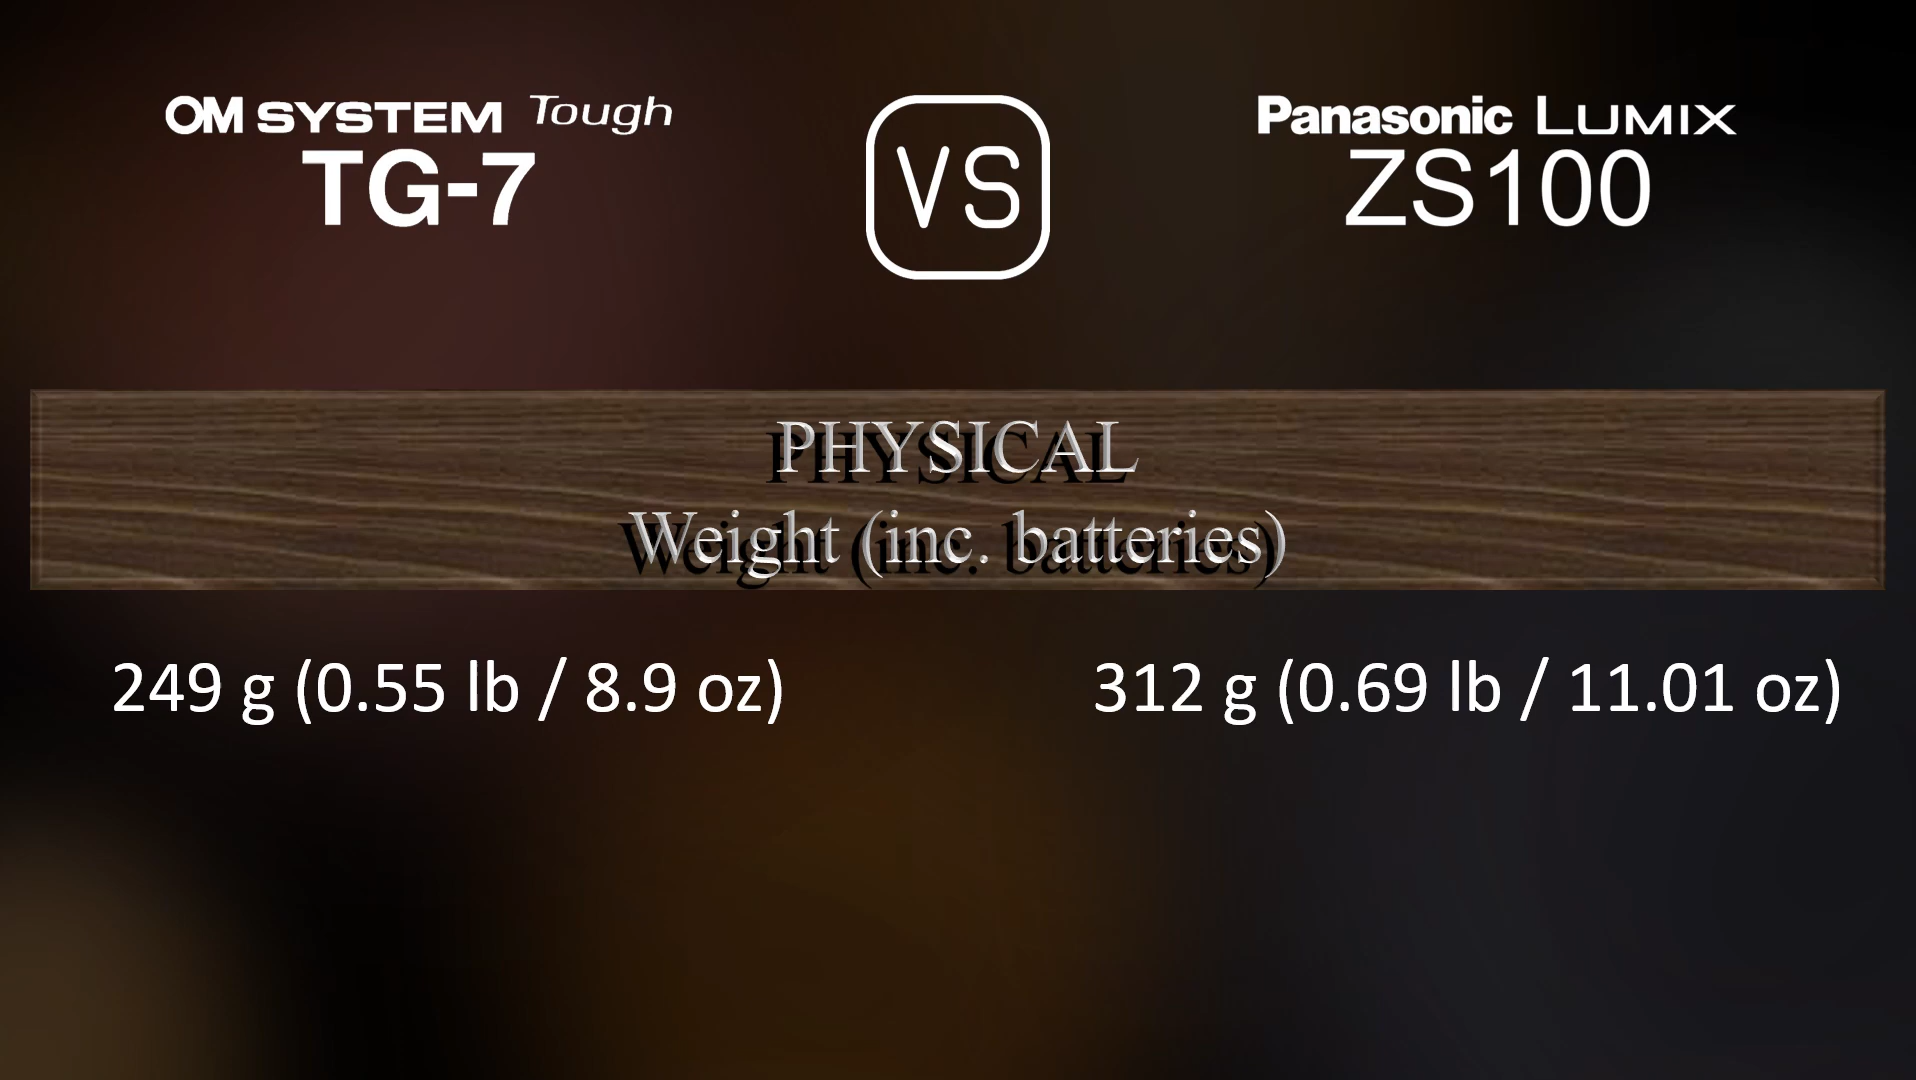 OM SYSTEM Tough
TG-7
VS
Panasonic LUMIX
ZS100
PHYSICAL
Weight (inc. batteries)
249 g (0.55 lb / 8.9 oz)
312 g (0.69 lb / 11.01 oz)